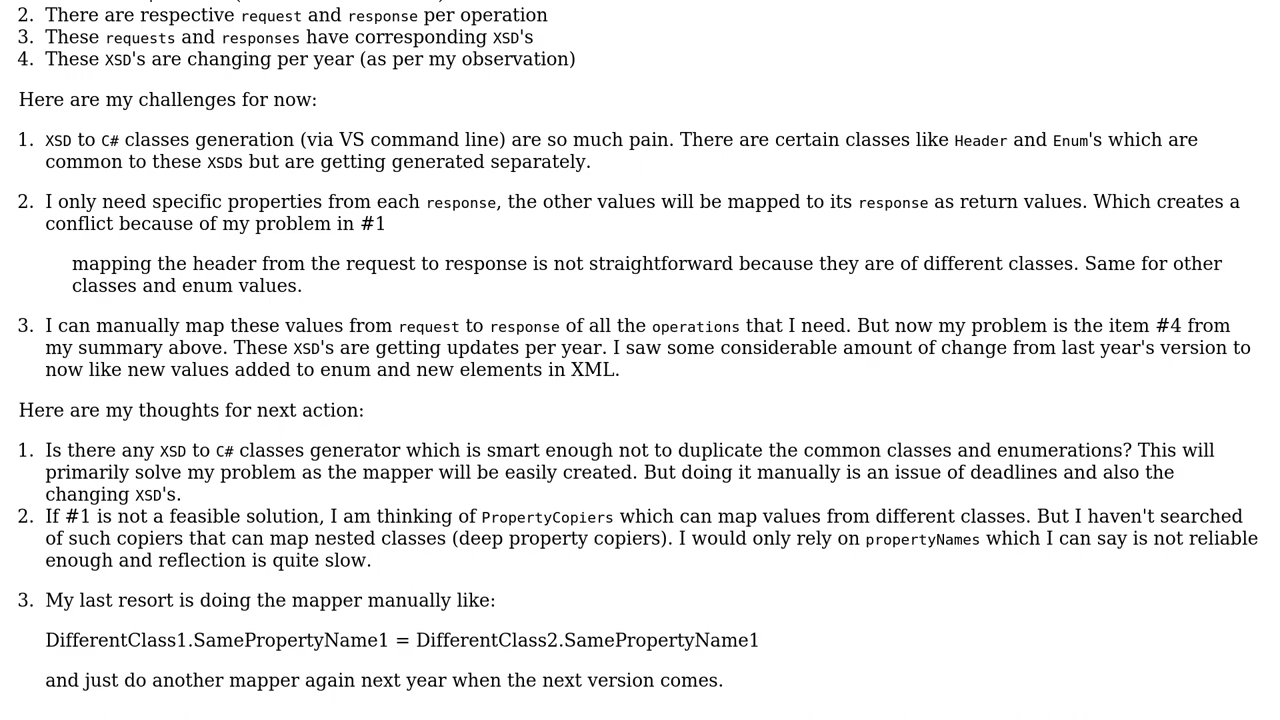 2. There are respective request and response per operation
3. These requests and responses have corresponding XSD's
4. These XSD's are changing per year (as per my observation)
Here are my challenges for now:
1. XSD to C# classes generation (via VS command line) are so much pain. There are certain classes like Header and Enum's which are
common to these XSDs but are getting generated separately.
2. I only need specific properties from each response, the other values will be mapped to its response as return values. Which creates a
conflict because of my problem in #1
mapping the header from the request to response is not straightforward because they are of different classes. Same for other
classes and enum values.
3. I can manually map these values from request to response of all the operations that I need. But now my problem is the item #4 from
my summary above. These XSD's are getting updates per year. I saw some considerable amount of change from last year's version to
now like new values added to enum and new elements in XML.
Here are my thoughts for next action:
1. Is there any XSD to C# classes generator which is smart enough not to duplicate the common classes and enumerations? This will
primarily solve my problem as the mapper will be easily created. But doing it manually is an issue of deadlines and also the
changing XSD's.
2. If #1 is not a feasible solution, I am thinking of PropertyCopiers which can map values from different classes. But I haven't searched
of such copiers that can map nested classes (deep property copiers). I would only rely on propertyNames which I can say is not reliable
enough and reflection is quite slow.
3. My last resort is doing the mapper manually like:
DifferentClass1.SamePropertyName1 = DifferentClass2.SamePropertyName1
and just do another mapper again next year when the next version comes.